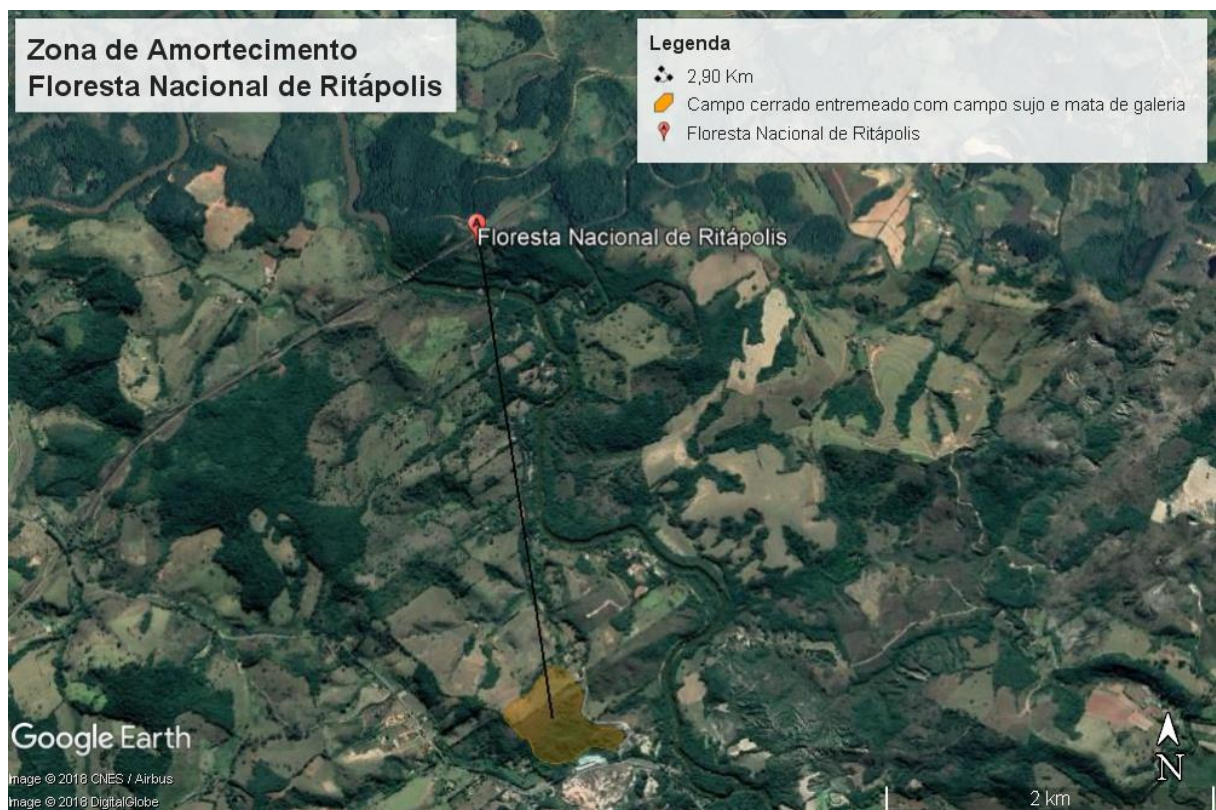 Zona de Amortecimento
Floresta Nacional de Ritápolis
Legenda
2,90 Km
Campo cerrado entremeado com campo sujo e mata de galeria
Floresta Nacional de Ritápolis
A
Floresta Nacional de Ritápolis
Google Earth
Image © 2018 CNES / Airbus
Image © 2018 DigitalGlobe
N
2 km